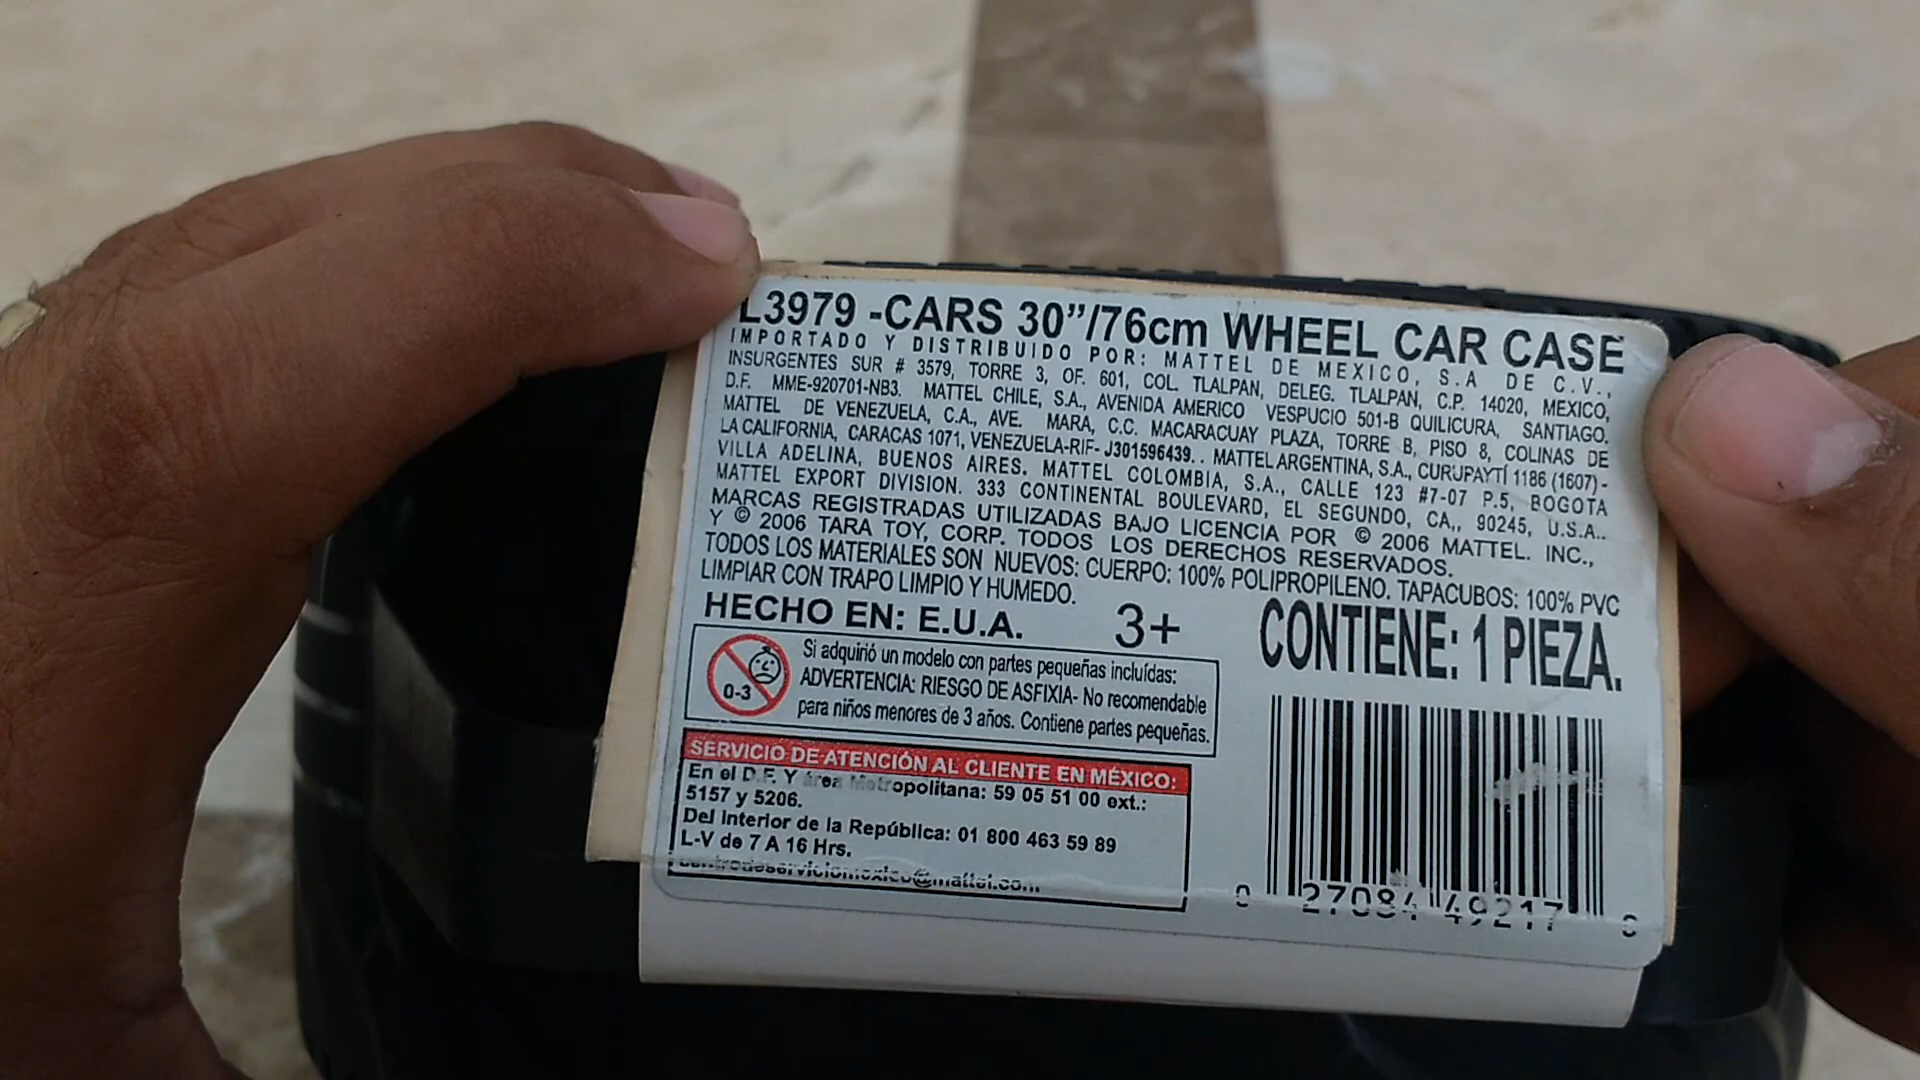 L3979 -CARS 30”/76cm WHEEL CAR CASE
IMPORTADO Y DISTRIBUIDO POR: MATTEL DE MEXICO, S.A DE C.V.,
INSURGENTES SUR # 3579, TORRE 3, OF. 601, COL. TLALPAN, DELEG. TLALPAN, C.P. 14020, MEXICO,
D.F. MME-920701-NB3. MATTEL CHILE, S.A., AVENIDA AMERICO VESPUCIO 501-B QUILICURA, SANTIAGO.
MATTEL DE VENEZUELA, C.A., AVE. MARA, C.C. MACARACUAY PLAZA, TORRE B, PISO 8, COLINAS DE
LA CALIFORNIA, CARACAS 1071, VENEZUELA-RIF- J301596439. . MATTEL ARGENTINA, S.A., CURUPAYTÍ 1186 (1607) -
VILLA ADELINA, BUENOS AIRES. MATTEL COLOMBIA, S.A., CALLE 123 #7-07 P.5, BOGOTA
MATTEL EXPORT DIVISION. 333 CONTINENTAL BOULEVARD, EL SEGUNDO, CA,, 90245, U.S.A..
MARCAS REGISTRADAS UTILIZADAS BAJO LICENCIA POR © 2006 MATTEL. INC.,
Y © 2006 TARA TOY, CORP. TODOS LOS DERECHOS RESERVADOS.
TODOS LOS MATERIALES SON NUEVOS: CUERPO: 100% POLIPROPILENO. TAPACUBOS: 100% PVC
LIMPIAR CON TRAPO LIMPIO Y HUMEDO.
HECHO EN: E.U.A. 3+
CONTIENE: 1 PIEZA.
0-3
Si adquirió un modelo con partes pequeñas incluídas:
ADVERTENCIA: RIESGO DE ASFIXIA- No recomendable
para niños menores de 3 años. Contiene partes pequeñas.
SERVICIO DE ATENCIÓN AL CLIENTE EN MÉXICO:
En el D.F. Y área Metropolitana: 59 05 51 00 ext.:
5157 y 5206.
Del Interior de la República: 01 800 463 59 89
L-V de 7 A 16 Hrs.
0 27084 49217